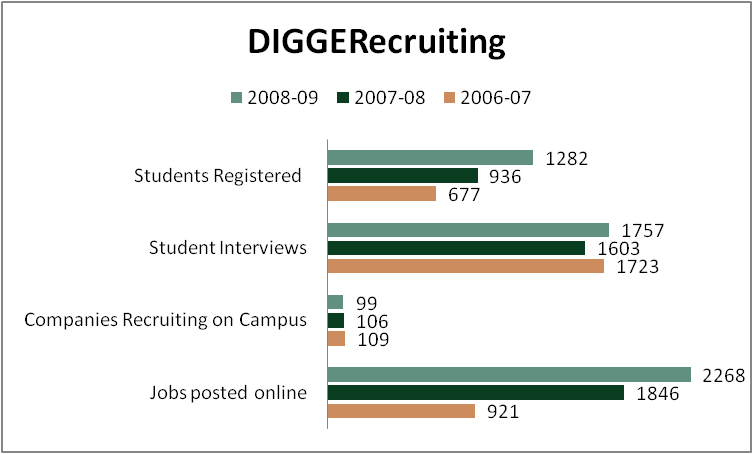 DIGGERecruiting
2008-09 2007-08 2006-07
Students Registered 1282
936
677
Student Interviews 1757
1603
1723
Companies Recruiting on Campus 99
106
109
Jobs posted online 2268
1846
921